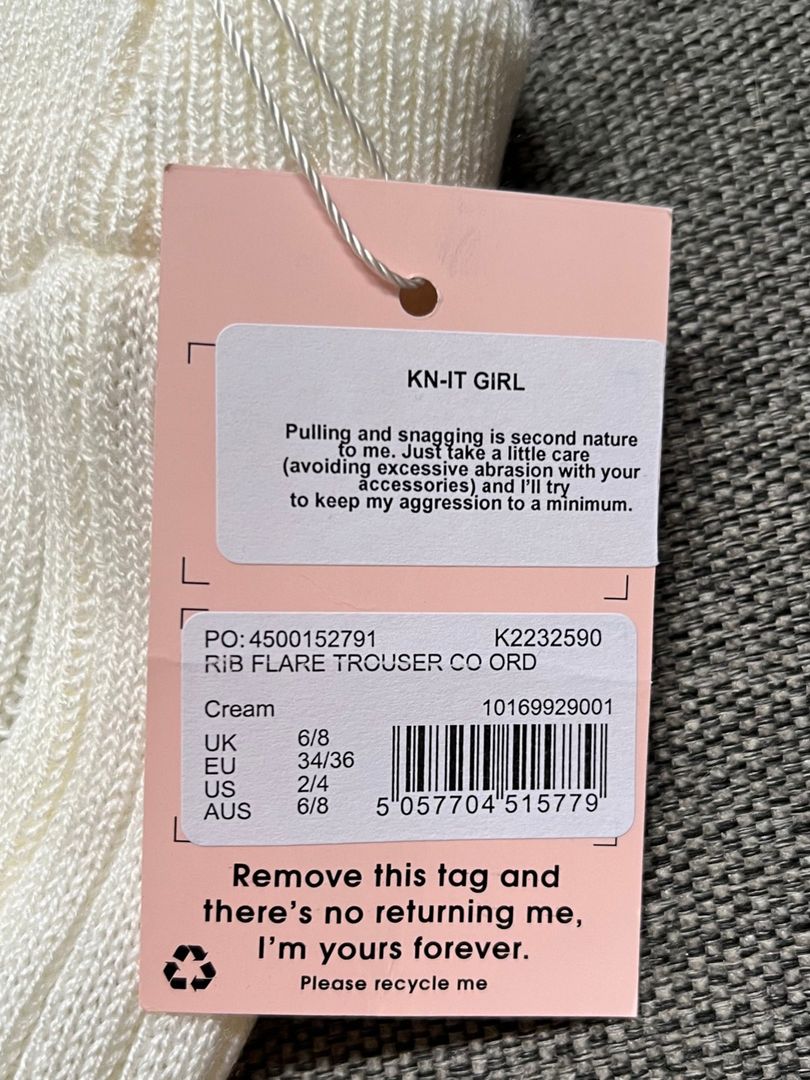 KN-IT GIRL
Pulling and snagging is second nature
to me. Just take a little care
(avoiding excessive abrasion with your
accessories) and I'll try
to keep my aggression to a minimum.
PO: 4500152791 K2232590
RIB FLARE TROUSER CO ORD
Cream 10169929001
UK 6/8
EU 34/36
US 2/4
AUS 6/8
5 057704 515779
Remove this tag and
there's no returning me,
I'm yours forever.
Please recycle me